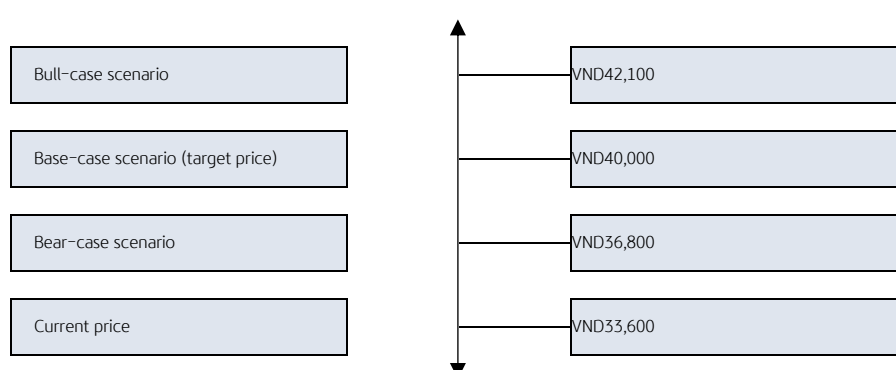 Bull-case scenario
VND42,100
Base-case scenario (target price)
VND40,000
Bear-case scenario
VND36,800
Current price
VND33,600